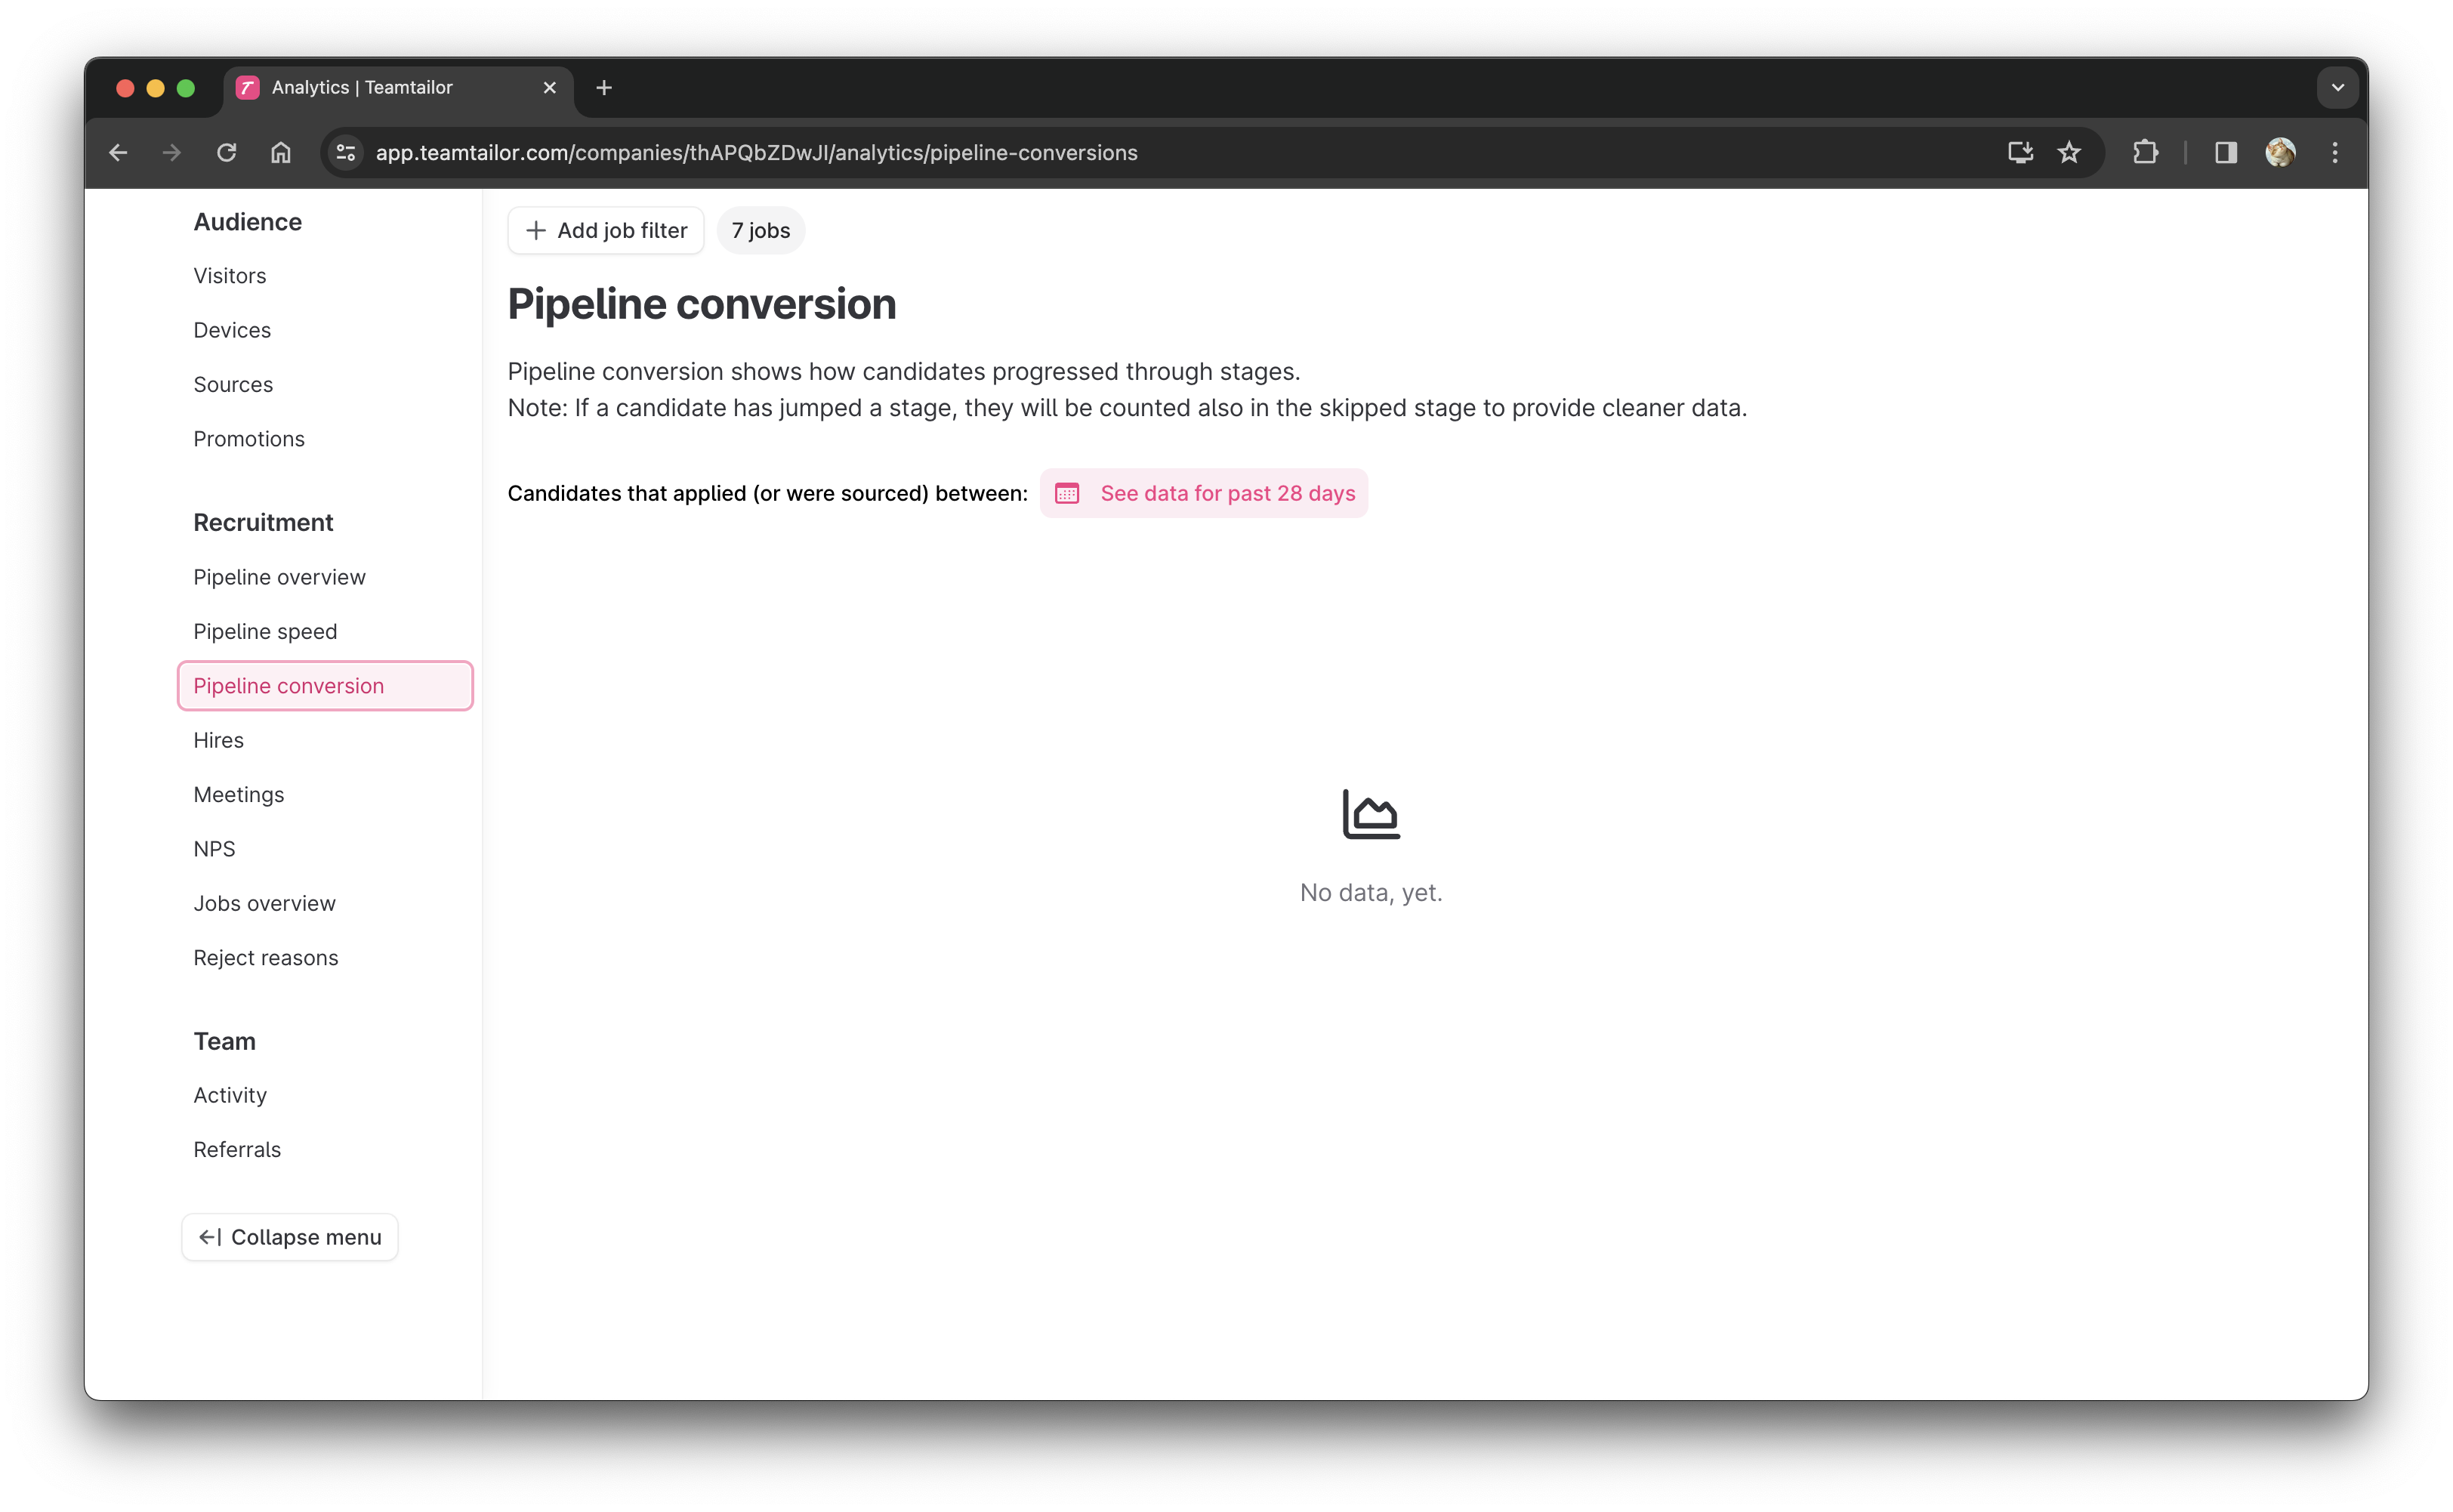 Analytics | Teamtailor
app.teamtailor.com/companies/thAPQbZDwJI/analytics/pipeline-conversions
Audience
Visitors
Devices
Sources
Promotions
Recruitment
Pipeline overview
Pipeline speed
Pipeline conversion
Hires
Meetings
NPS
Jobs overview
Reject reasons
Team
Activity
Referrals
Collapse menu
Add job filter
7 jobs
Pipeline conversion
Pipeline conversion shows how candidates progressed through stages.
Note: If a candidate has jumped a stage, they will be counted also in the skipped stage to provide cleaner data.
Candidates that applied (or were sourced) between:
See data for past 28 days
No data, yet.